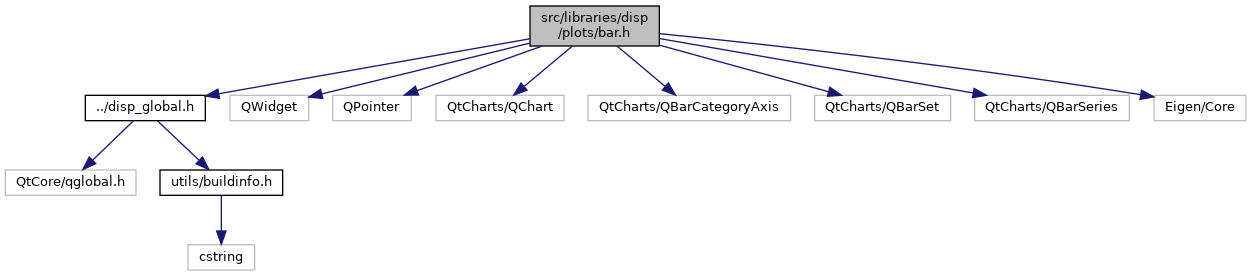 src/libraries/disp
/plots/bar.h
../disp_global.h
QWidget
QPointer
QtCharts/QChart
QtCharts/QBarCategoryAxis
QtCharts/QBarSet
QtCharts/QBarSeries
Eigen/Core
QtCore/qglobal.h
utils/buildinfo.h
cstring